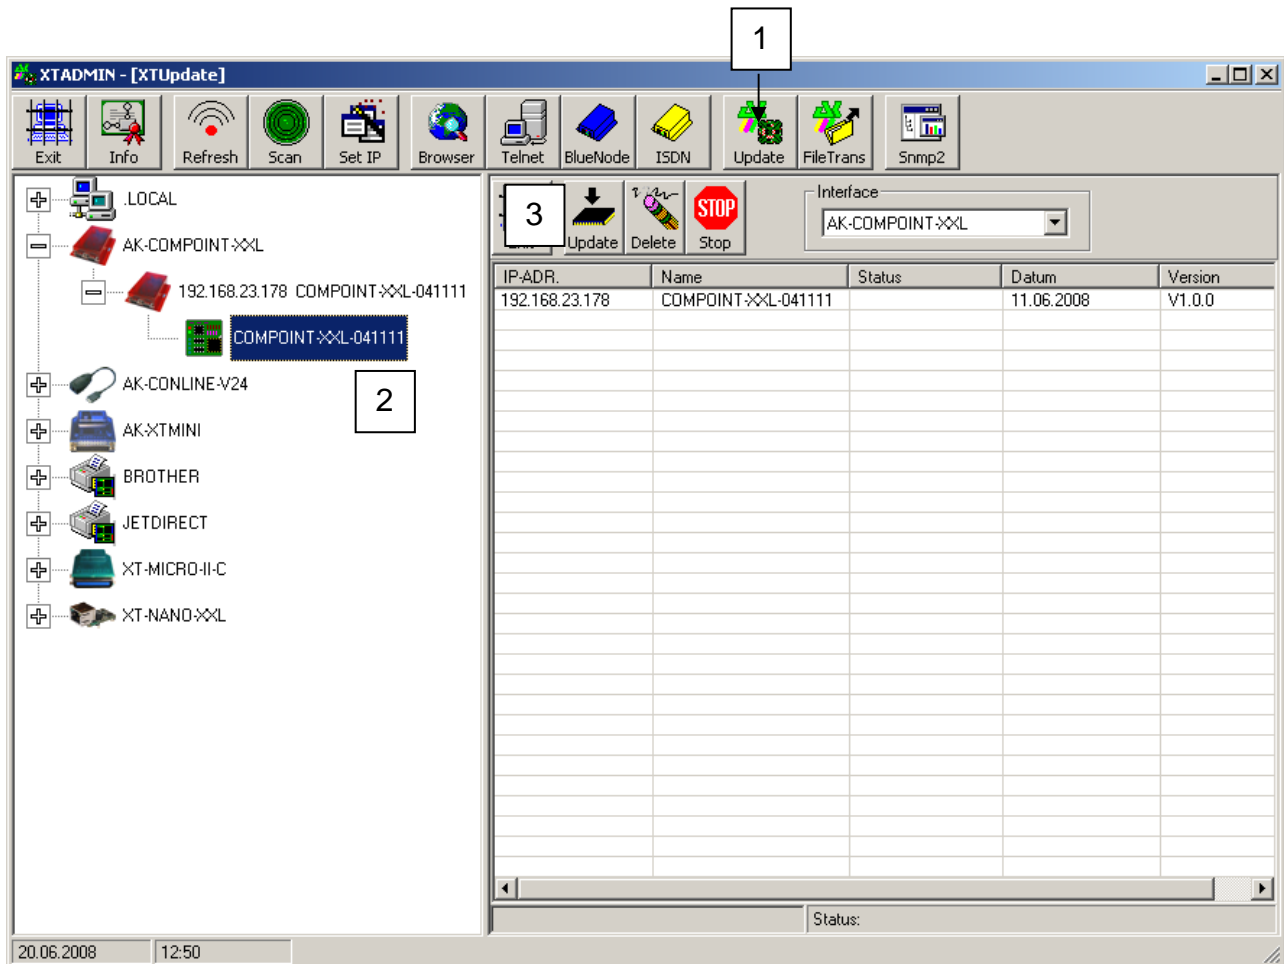 1
XTADMIN - [XTUpdate]
Exit Info Refresh Scan Set IP Browser Telnet BlueNode ISDN Update FileTrans Snmp2
.LOCAL
AK-COMPOINT-XXL
192.168.23.178 COMPOINT-XXL-041111
COMPOINT-XXL-041111
2
AK-CONLINE-V24
AK-XTMINI
BROTHER
JETDIRECT
XT-MICRO-II-C
XT-NANO-XXL
3
Update Delete STOP Stop
Interface
AK-COMPOINT-XXL
IP-ADR. Name Status Datum Version
192.168.23.178 COMPOINT-XXL-041111 11.06.2008 V1.0.0
Status:
20.06.2008 12:50